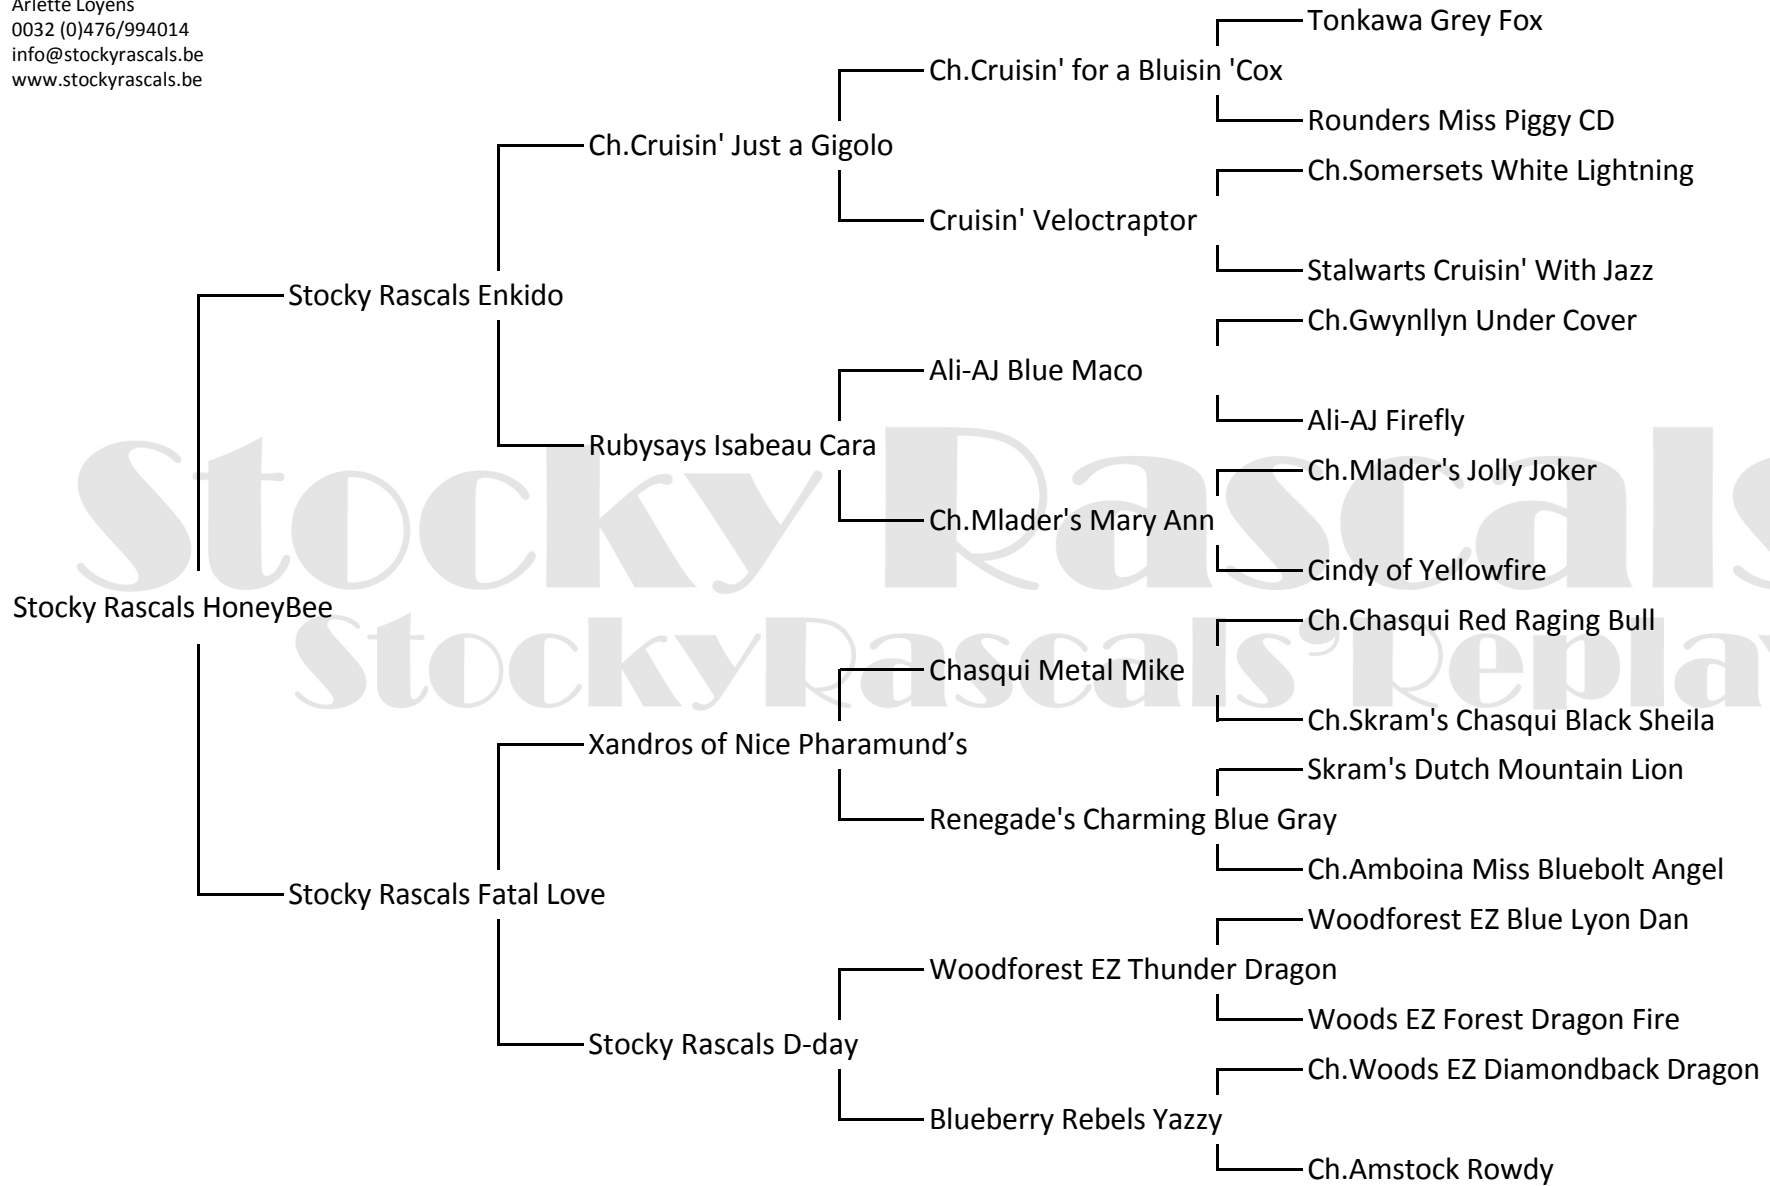 Arlette Loyens
0032 (0)476/994014
info@stockyrascals.be
www.stockyrascals.be
Tonkawa Grey Fox
Ch.Cruisin' for a Bluisin 'Cox
Rounders Miss Piggy CD
Ch.Cruisin' Just a Gigolo
Ch.Somersets White Lightning
Cruisin' Veloctraptor
Stalwarts Cruisin' With Jazz
Stocky Rascals Enkido
Ch.Gwynllyn Under Cover
Ali-AJ Blue Maco
Ali-AJ Firefly
Rubysays Isabeau Cara
Ch.Mlader's Jolly Joker
Ch.Mlader's Mary Ann
Cindy of Yellowfire
Stocky Rascals
Stocky Rascals HoneyBee
Ch.Chasqui Red Raging Bull
Chasqui Metal Mike
StockyRascals' Replay
Ch.Skram's Chasqui Black Sheila
Xandros of Nice Pharamund’s
Skram's Dutch Mountain Lion
Renegade's Charming Blue Gray
Ch.Amboina Miss Bluebolt Angel
Stocky Rascals Fatal Love
Woodforest EZ Blue Lyon Dan
Woodforest EZ Thunder Dragon
Woods EZ Forest Dragon Fire
Stocky Rascals D-day
Ch.Woods EZ Diamondback Dragon
Blueberry Rebels Yazzy
Ch.Amstock Rowdy